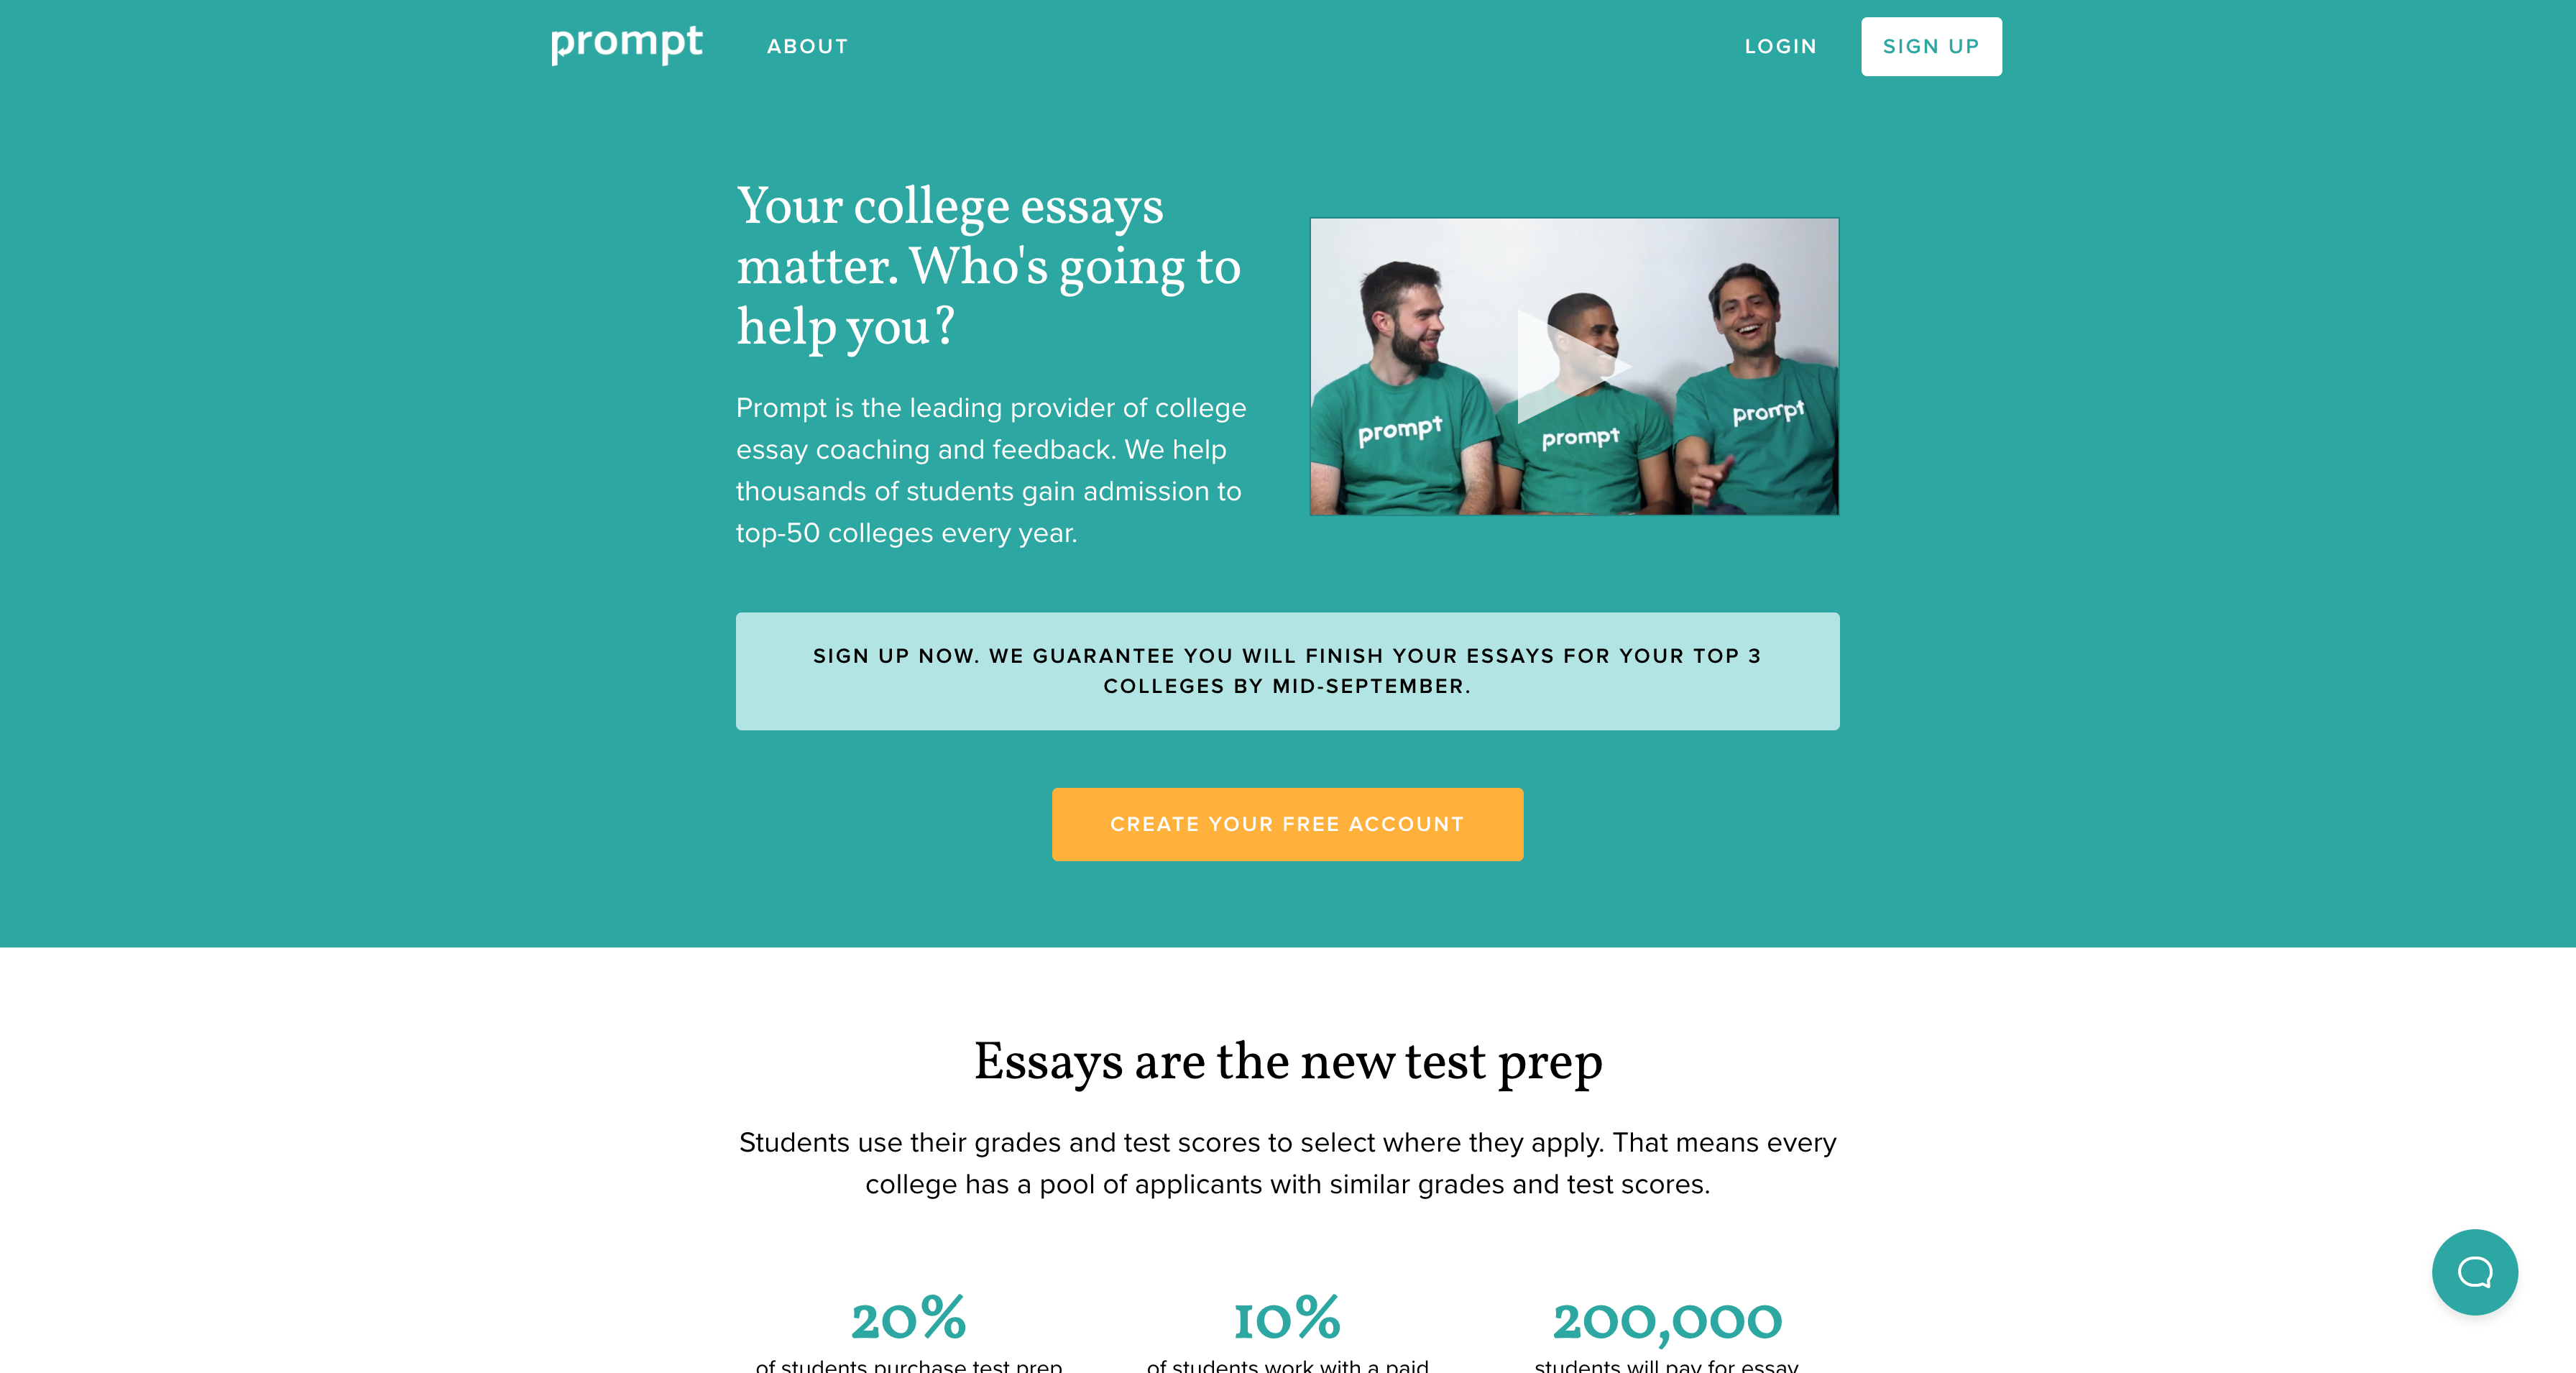 prompt
ABOUT
LOGIN
SIGN UP
Your college essays
matter. Who's going to
help you?
Prompt is the leading provider of college
essay coaching and feedback. We help
thousands of students gain admission to
top-50 colleges every year.
prompt
prompt
prompt
SIGN UP NOW. WE GUARANTEE YOU WILL FINISH YOUR ESSAYS FOR YOUR TOP 3
COLLEGES BY MID-SEPTEMBER.
CREATE YOUR FREE ACCOUNT
Essays are the new test prep
Students use their grades and test scores to select where they apply. That means every
college has a pool of applicants with similar grades and test scores.
20%
10%
200,000
of students purchase test prep
of students work with a paid
students will pay for essay